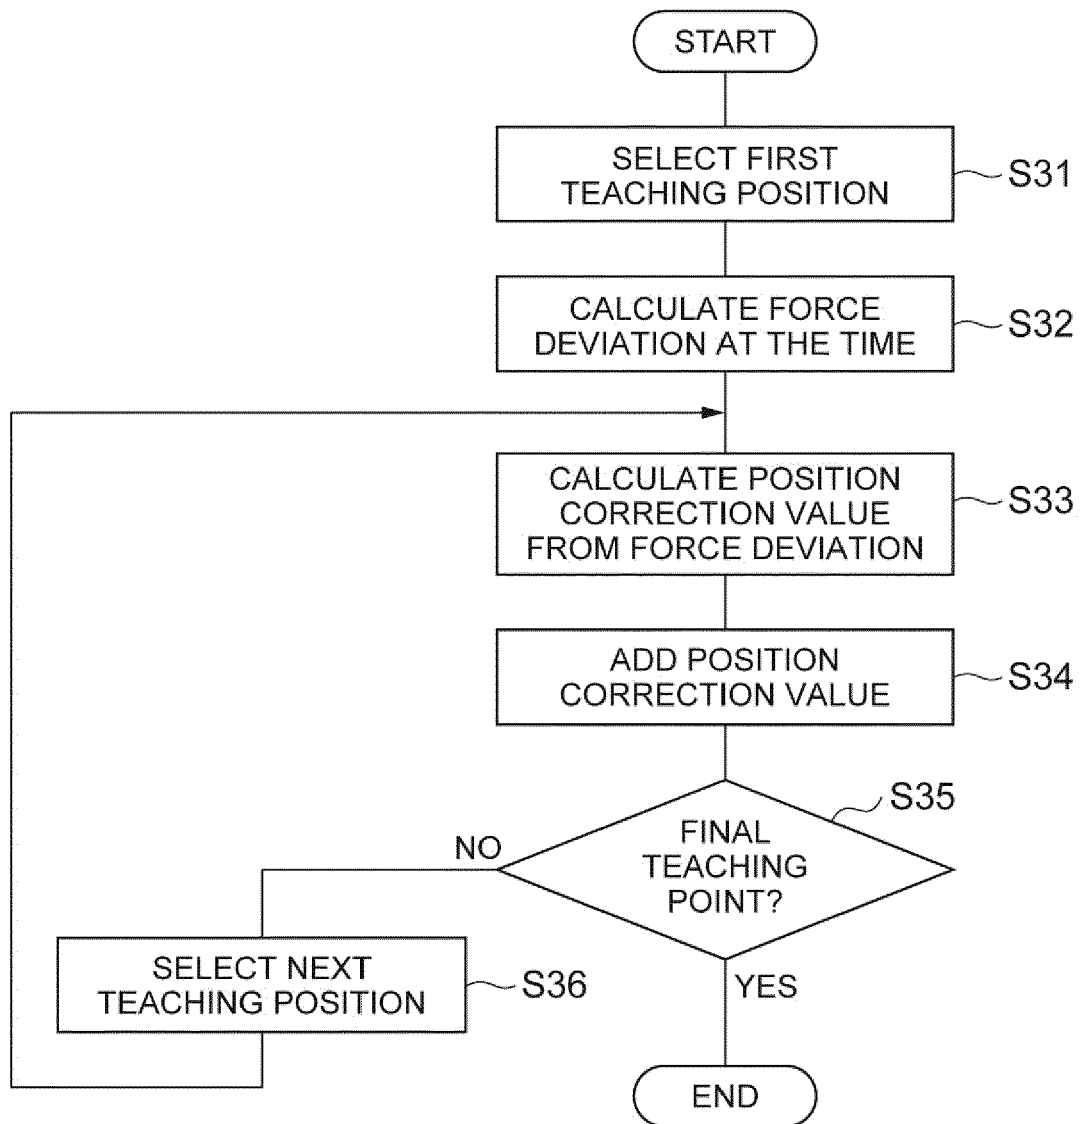 START
SELECT FIRST
TEACHING POSITION
S31
CALCULATE FORCE
DEVIATION AT THE TIME
S32
CALCULATE POSITION
CORRECTION VALUE
FROM FORCE DEVIATION
S33
ADD POSITION
CORRECTION VALUE
S34
S35
FINAL
TEACHING
POINT?
NO
SELECT NEXT
TEACHING POSITION
S36
YES
END